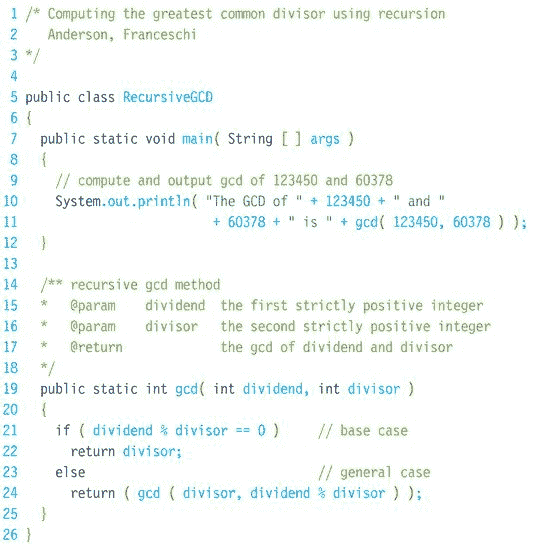 1 /* Computing the greatest common divisor using recursion
2    Anderson, Franceschi
3 */
4
5 public class RecursiveGCD
6 {
7   public static void main( String [ ] args )
8   {
9     // compute and output gcd of 123450 and 60378
10     System.out.println( "The GCD of " + 123450 + " and "
11                         + 60378 + " is " + gcd( 123450, 60378 ) );
12   }
13
14   /** recursive gcd method
15   *   @param    dividend  the first strictly positive integer
16   *   @param    divisor  the second strictly positive integer
17   *   @return             the gcd of dividend and divisor
18   */
19   public static int gcd( int dividend, int divisor )
20   {
21     if ( dividend % divisor == 0 )     // base case
22       return divisor;
23     else                               // general case
24       return ( gcd ( divisor, dividend % divisor ) );
25   }
26 }